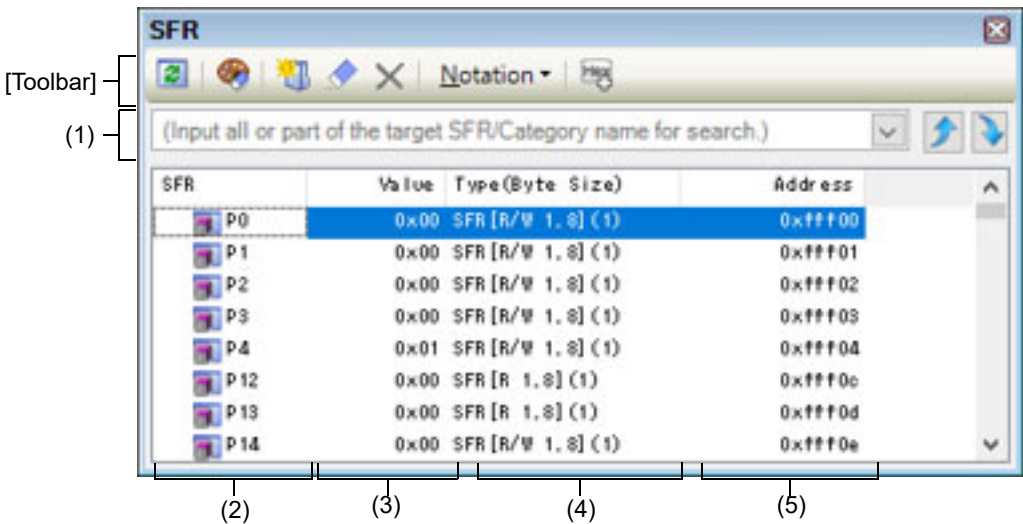 SFR
[Toolbar]
Notation
Hex
(1)
(Input all or part of the target SFR/Category name for search.)
SFR Value Type(Byte Size) Address
P0 0x00 SFR[R/W 1,8](1) 0xfff00
P1 0x00 SFR[R/W 1,8](1) 0xfff01
P2 0x00 SFR[R/W 1,8](1) 0xfff02
P3 0x00 SFR[R/W 1,8](1) 0xfff03
P4 0x01 SFR[R/W 1,8](1) 0xfff04
P12 0x00 SFR[R 1,8](1) 0xfff0c
P13 0x00 SFR[R 1,8](1) 0xfff0d
P14 0x00 SFR[R/W 1,8](1) 0xfff0e
(2) (3) (4) (5)